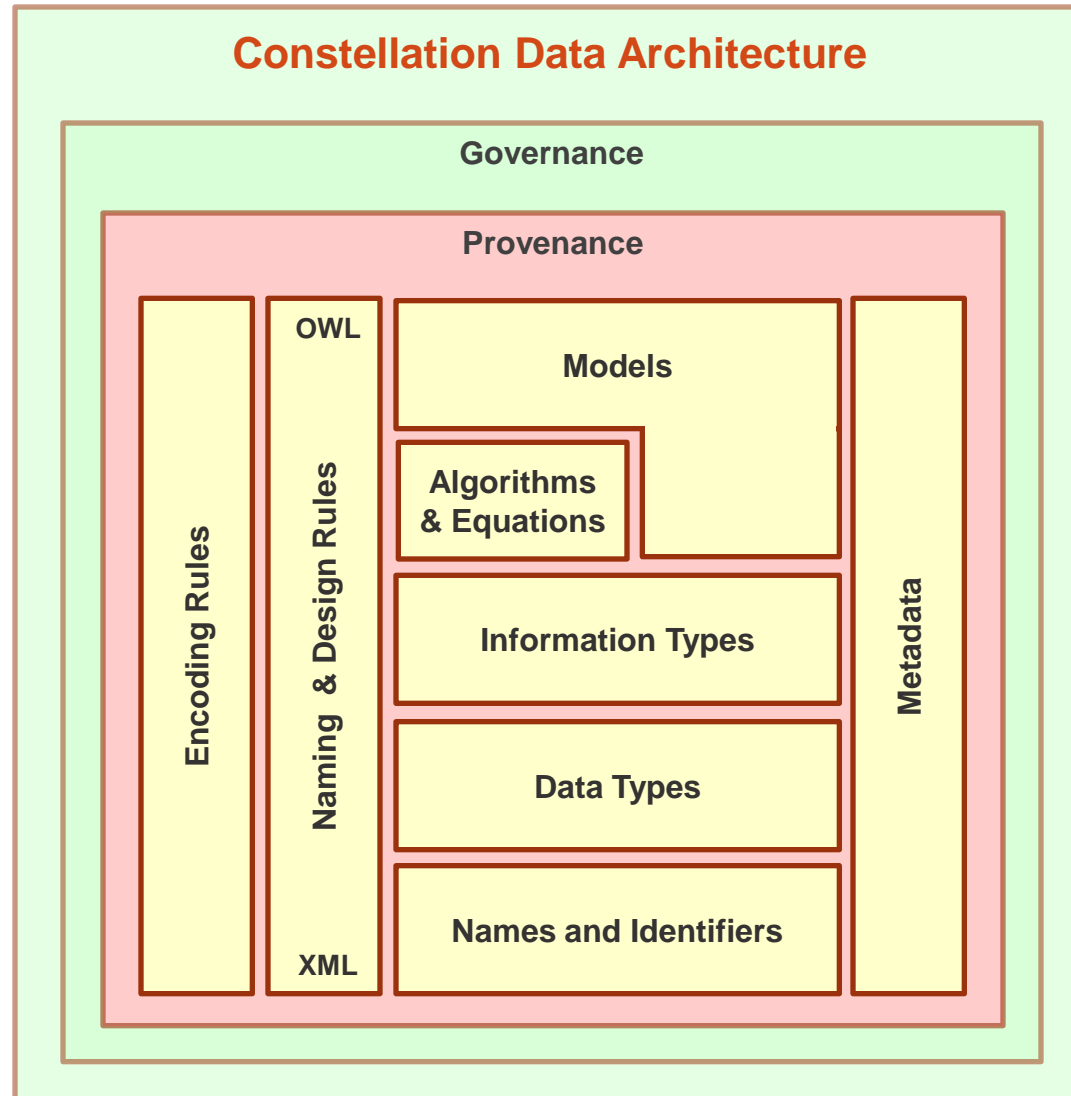 Constellation Data Architecture
Governance
Provenance
Encoding Rules
OWL
Naming & Design Rules
XML
Models
Algorithms
& Equations
Information Types
Data Types
Names and Identifiers
Metadata